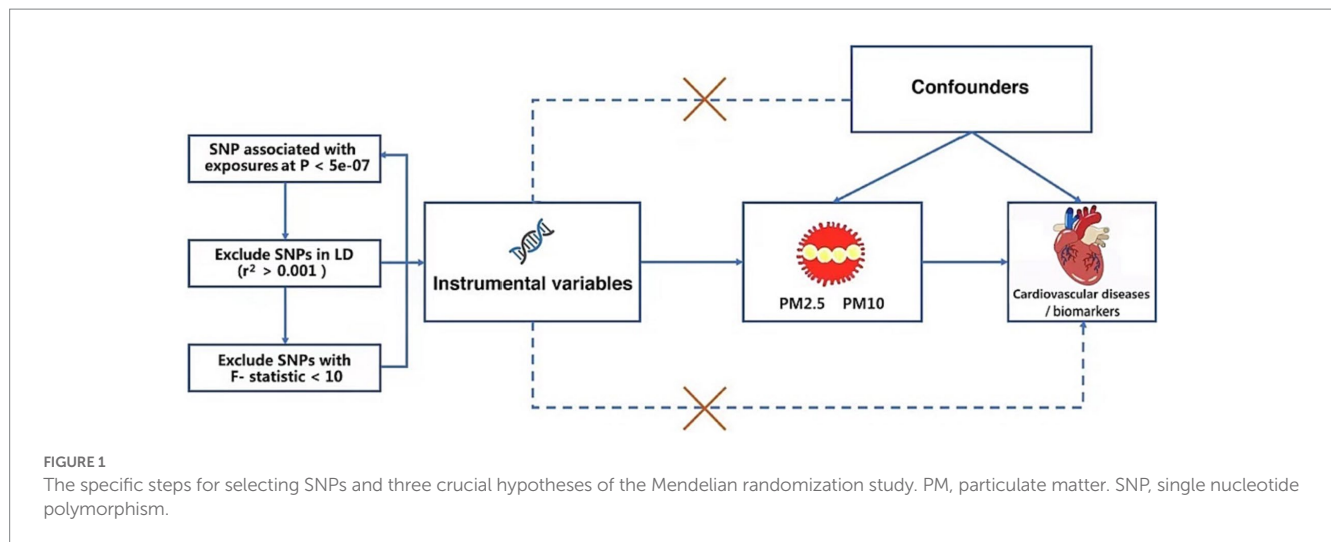 Confounders
SNP associated with
exposures at P < 5e-07
Exclude SNPs in LD
(r² > 0.001 )
Exclude SNPs with
F- statistic < 10
Instrumental variables
PM2.5 PM10
Cardiovascular diseases
/ biomarkers
FIGURE 1
The specific steps for selecting SNPs and three crucial hypotheses of the Mendelian randomization study. PM, particulate matter. SNP, single nucleotide
polymorphism.